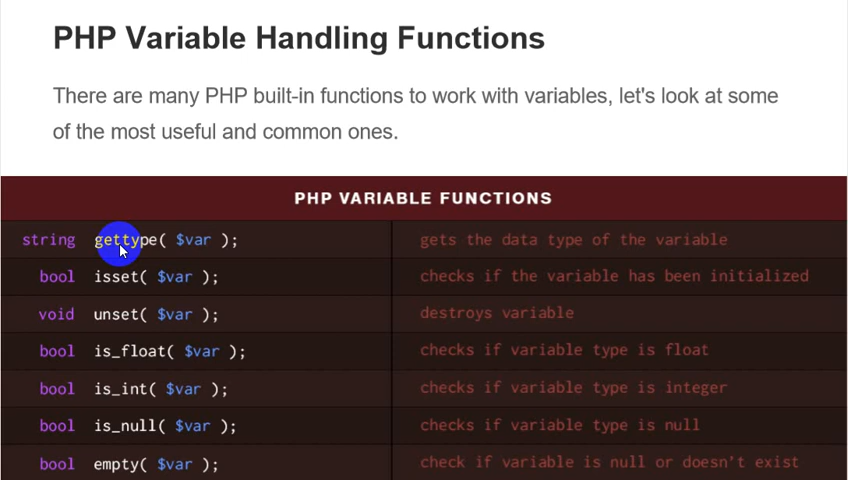 PHP Variable Handling Functions
There are many PHP built-in functions to work with variables, let's look at some
of the most useful and common ones.
PHP VARIABLE FUNCTIONS
string gettype( $var ); gets the data type of the variable
bool isset( $var ); checks if the variable has been initialized
void unset( $var ); destroys variable
bool is_float( $var ); checks if variable type is float
bool is_int( $var ); checks if variable type is integer
bool is_null( $var ); checks if variable type is null
bool empty( $var ); check if variable is null or doesn't exist